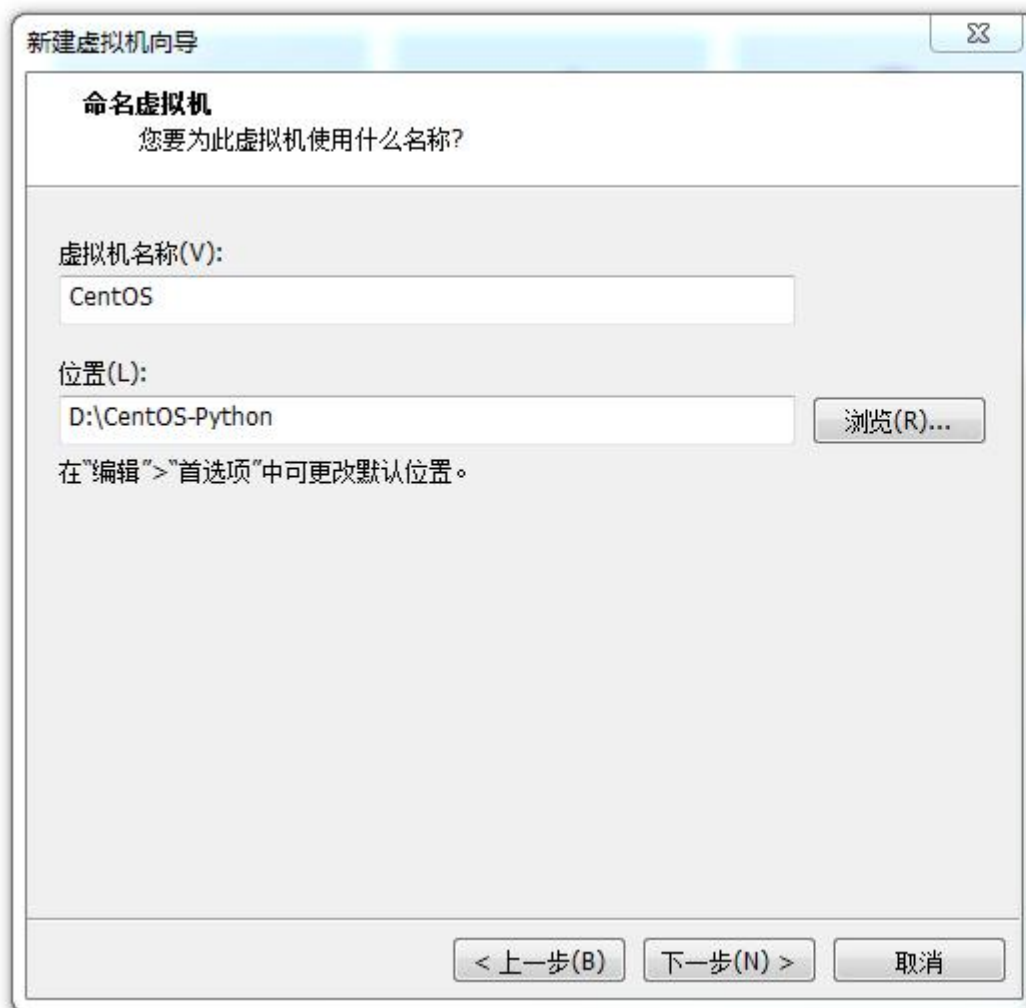 新建虚拟机向导
命名虚拟机
您要为此虚拟机使用什么名称?
虚拟机名称(V):
CentOS
位置(L):
D:\CentOS-Python
浏览(R)...
在"编辑">"首选项"中可更改默认位置。
< 上一步(B)
下一步(N) >
取消